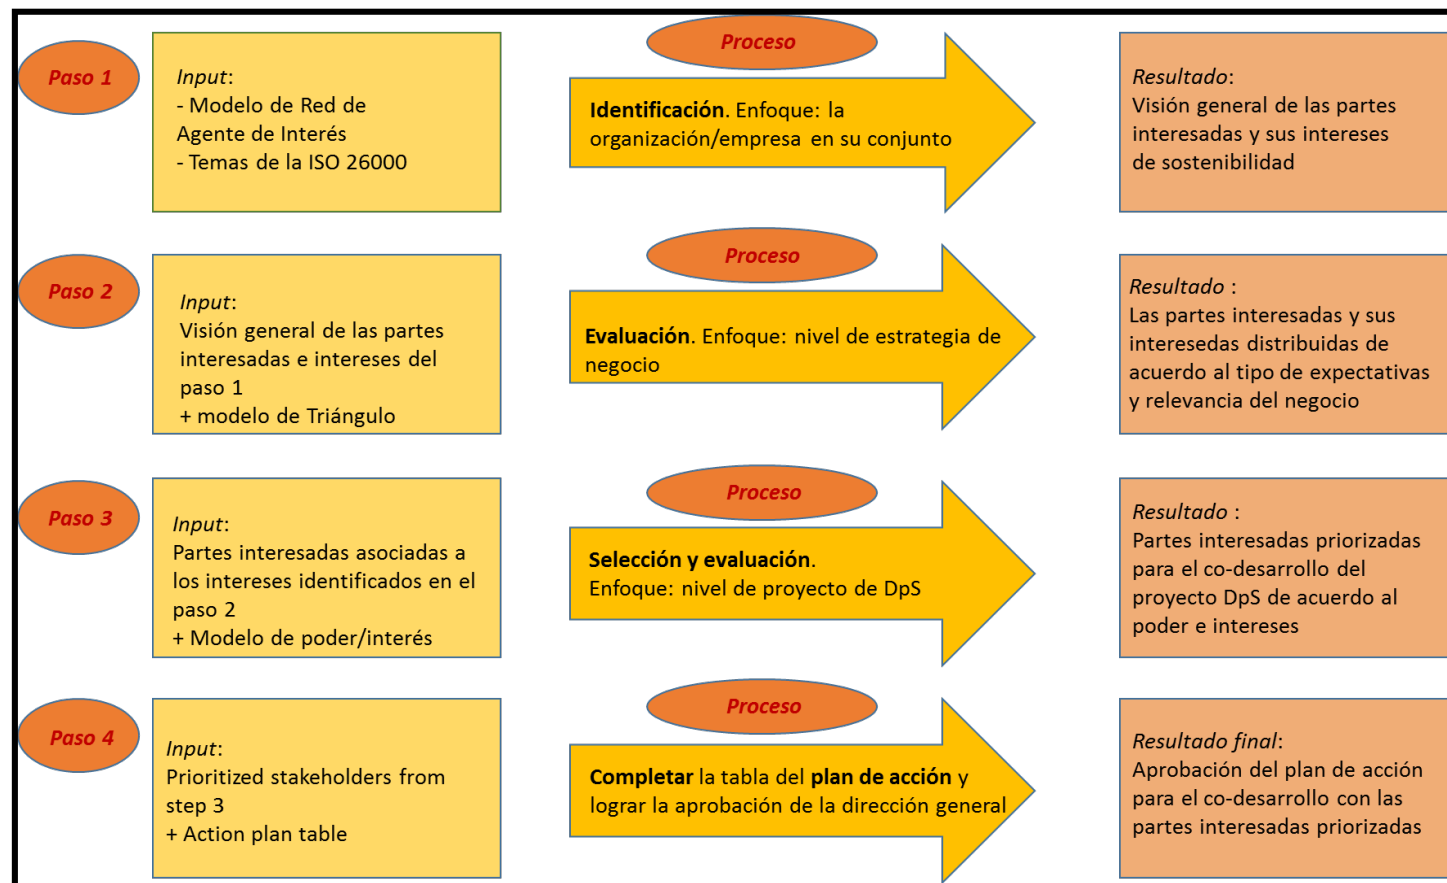 Paso 1
Input:
- Modelo de Red de
Agente de Interés
- Temas de la ISO 26000
Proceso
Identificación. Enfoque: la
organización/empresa en su conjunto
Resultado:
Visión general de las partes
interesadas y sus intereses
de sostenibilidad
Paso 2
Input:
Visión general de las partes
interesadas e intereses del
paso 1
+ modelo de Triángulo
Proceso
Evaluación. Enfoque: nivel de estrategia de
negocio
Resultado :
Las partes interesadas y sus
interesedas distribuidas de
acuerdo al tipo de expectativas
y relevancia del negocio
Paso 3
Input:
Partes interesadas asociadas a
los intereses identificados en el
paso 2
+ Modelo de poder/interés
Proceso
Selección y evaluación.
Enfoque: nivel de proyecto de DpS
Resultado :
Partes interesadas priorizadas
para el co-desarrollo del
proyecto DpS de acuerdo al
poder e intereses
Paso 4
Input:
Prioritized stakeholders from
step 3
+ Action plan table
Proceso
Completar la tabla del plan de acción y
lograr la aprobación de la dirección general
Resultado final:
Aprobación del plan de acción
para el co-desarrollo con las
partes interesadas priorizadas